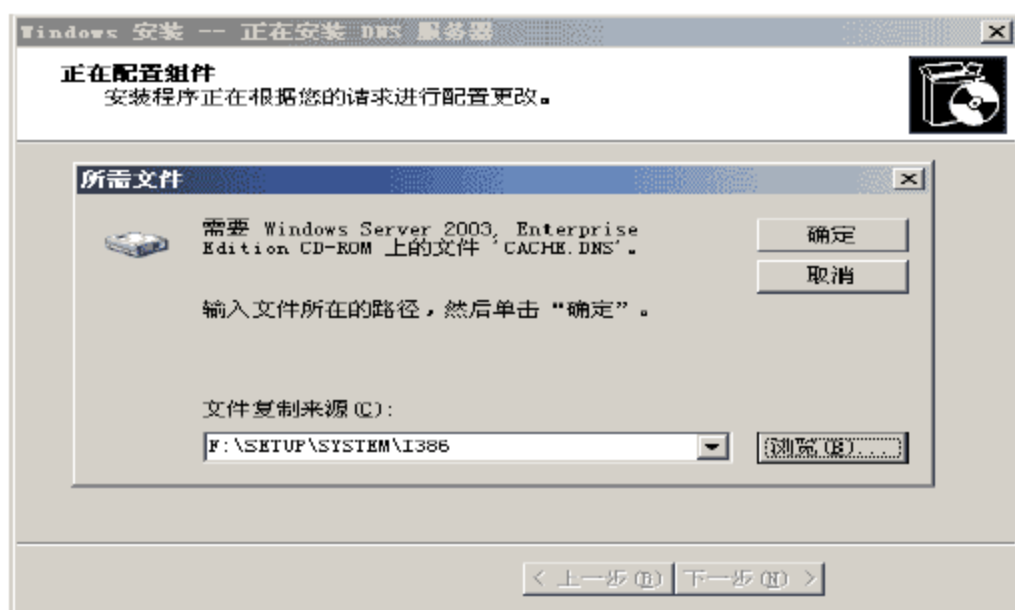 Windows 安装 -- 正在安装 DNS 服务器
正在配置组件
安装程序正在根据您的请求进行配置更改。
所需文件
需要 Windows Server 2003, Enterprise
Edition CD-ROM 上的文件 'CACHE.DNS'。
确定
取消
输入文件所在的路径，然后单击“确定”。
文件复制来源(C):
F:\SETUP\SYSTEM\I386
浏览(B)...
< 上一步(B) 下一步(N) >